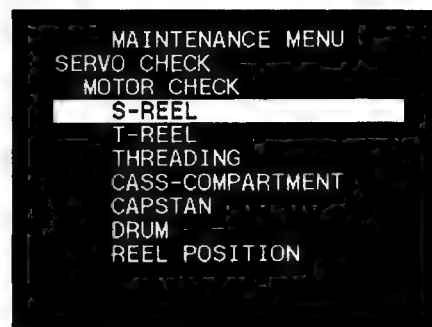 MAINTENANCE MENU
SERVO CHECK
MOTOR CHECK
S-REEL
T-REEL
THREADING
CASS-COMPARTMENT
CAPSTAN
DRUM
REEL POSITION